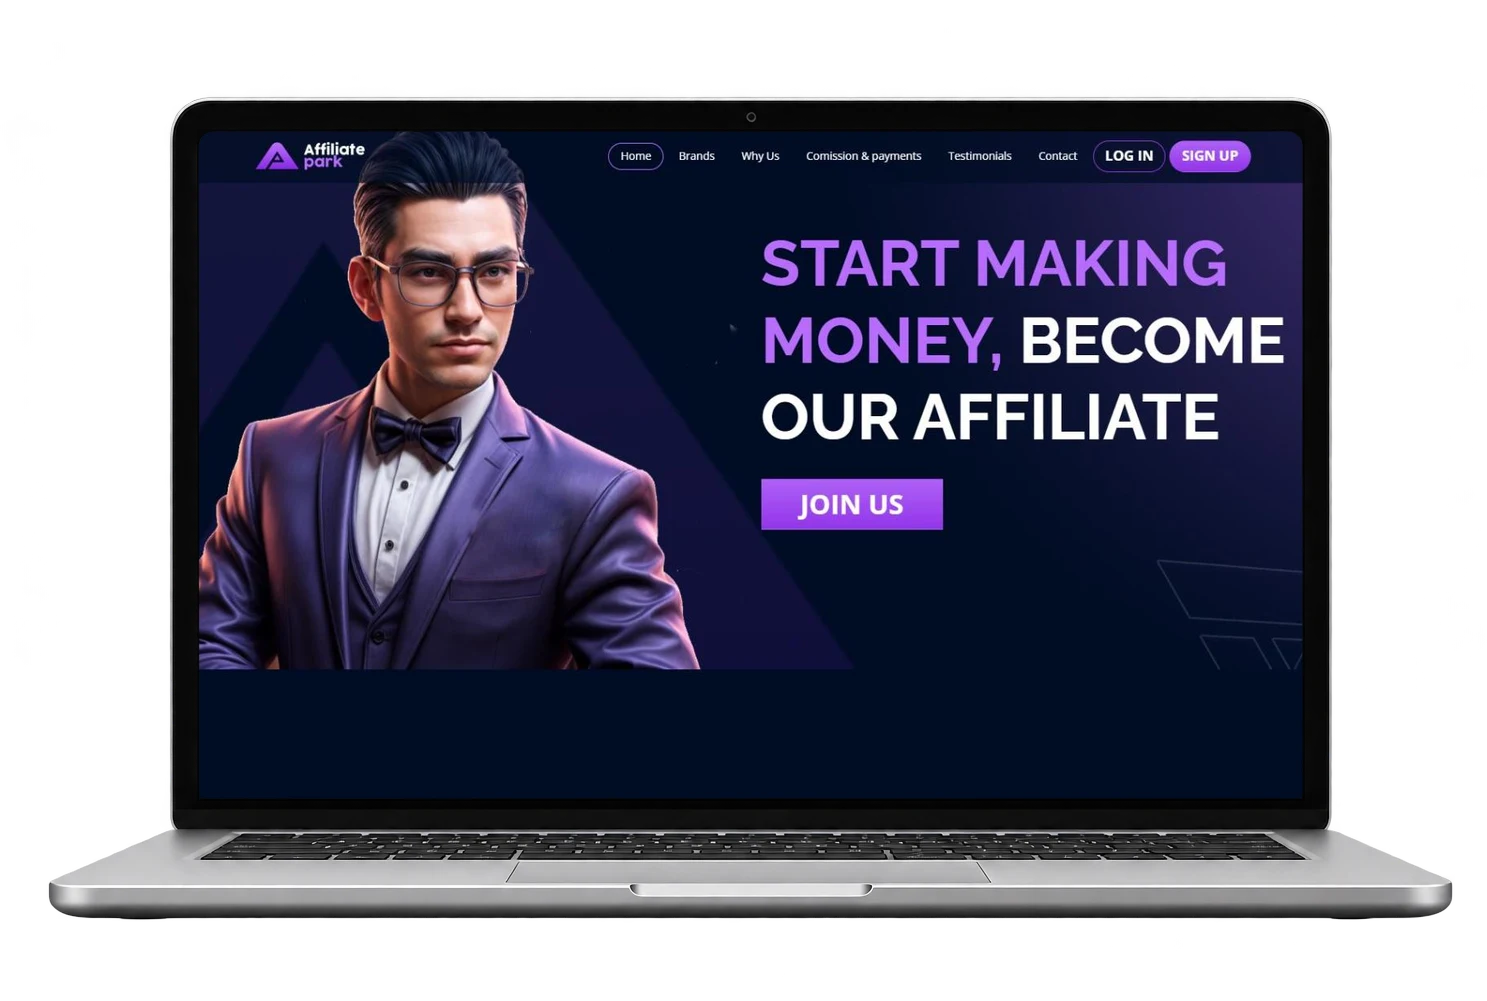 Affiliate
park
Home Brands Why Us Comission & payments Testimonials Contact LOG IN SIGN UP
START MAKING
MONEY, BECOME
OUR AFFILIATE
JOIN US